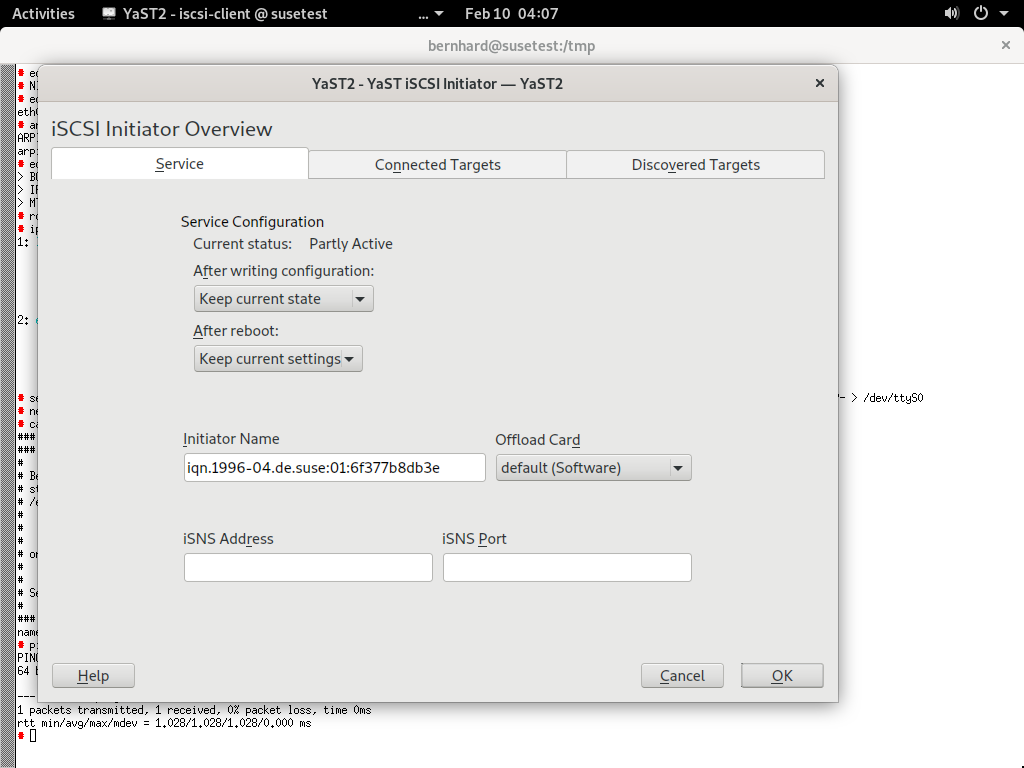 Activities YaST2 - iscsi-client @ susetest ... Feb 10 04:07
bernhard@susetest:/tmp
YaST2 - YaST iSCSI Initiator — YaST2
iSCSI Initiator Overview
Service Connected Targets Discovered Targets
Service Configuration
Current status: Partly Active
After writing configuration:
Keep current state
After reboot:
Keep current settings
> /dev/ttyS0
Initiator Name Offload Card
iqn.1996-04.de.suse:01:6f377b8db3e default (Software)
iSNS Address iSNS Port
Help Cancel OK
1 packets transmitted, 1 received, 0% packet loss, time 0ms
rtt min/avg/max/mdev = 1.028/1.028/1.028/0.000 ms
#